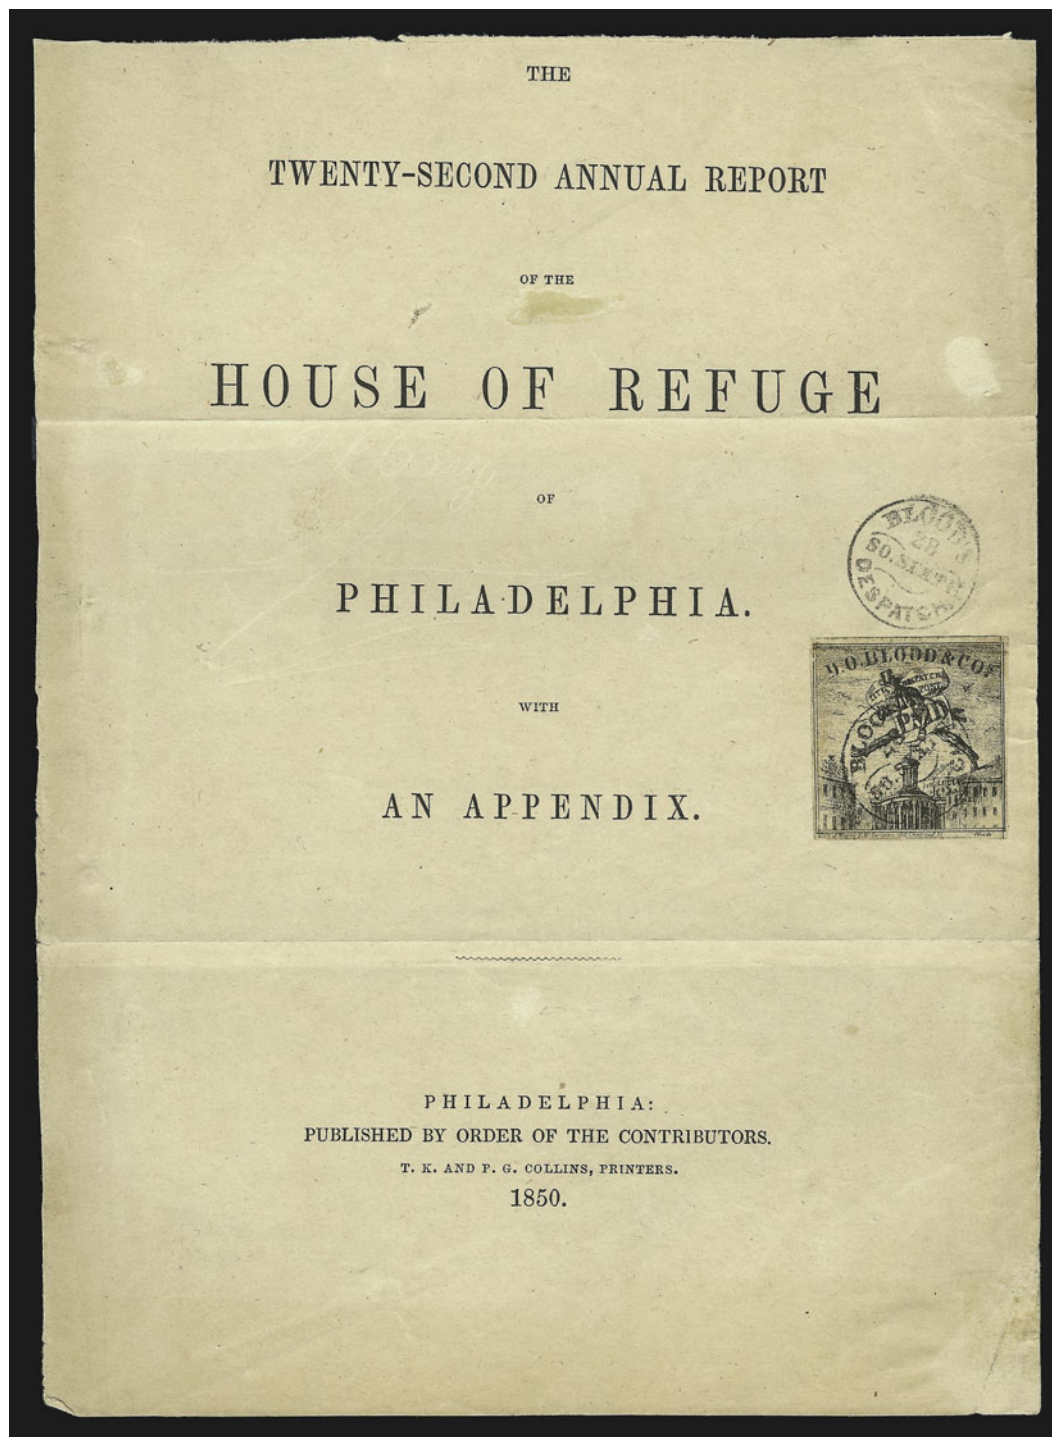 THE
TWENTY-SECOND ANNUAL REPORT
OF THE
HOUSE OF REFUGE
OF
PHILADELPHIA.
WITH
AN APPENDIX.
BLOOD'S
28
SO. SIXTH
DESPATCH
D.O. BLOOD & CO'S
PAID
PHILADELPHIA:
PUBLISHED BY ORDER OF THE CONTRIBUTORS.
T. K. AND P. G. COLLINS, PRINTERS.
1850.